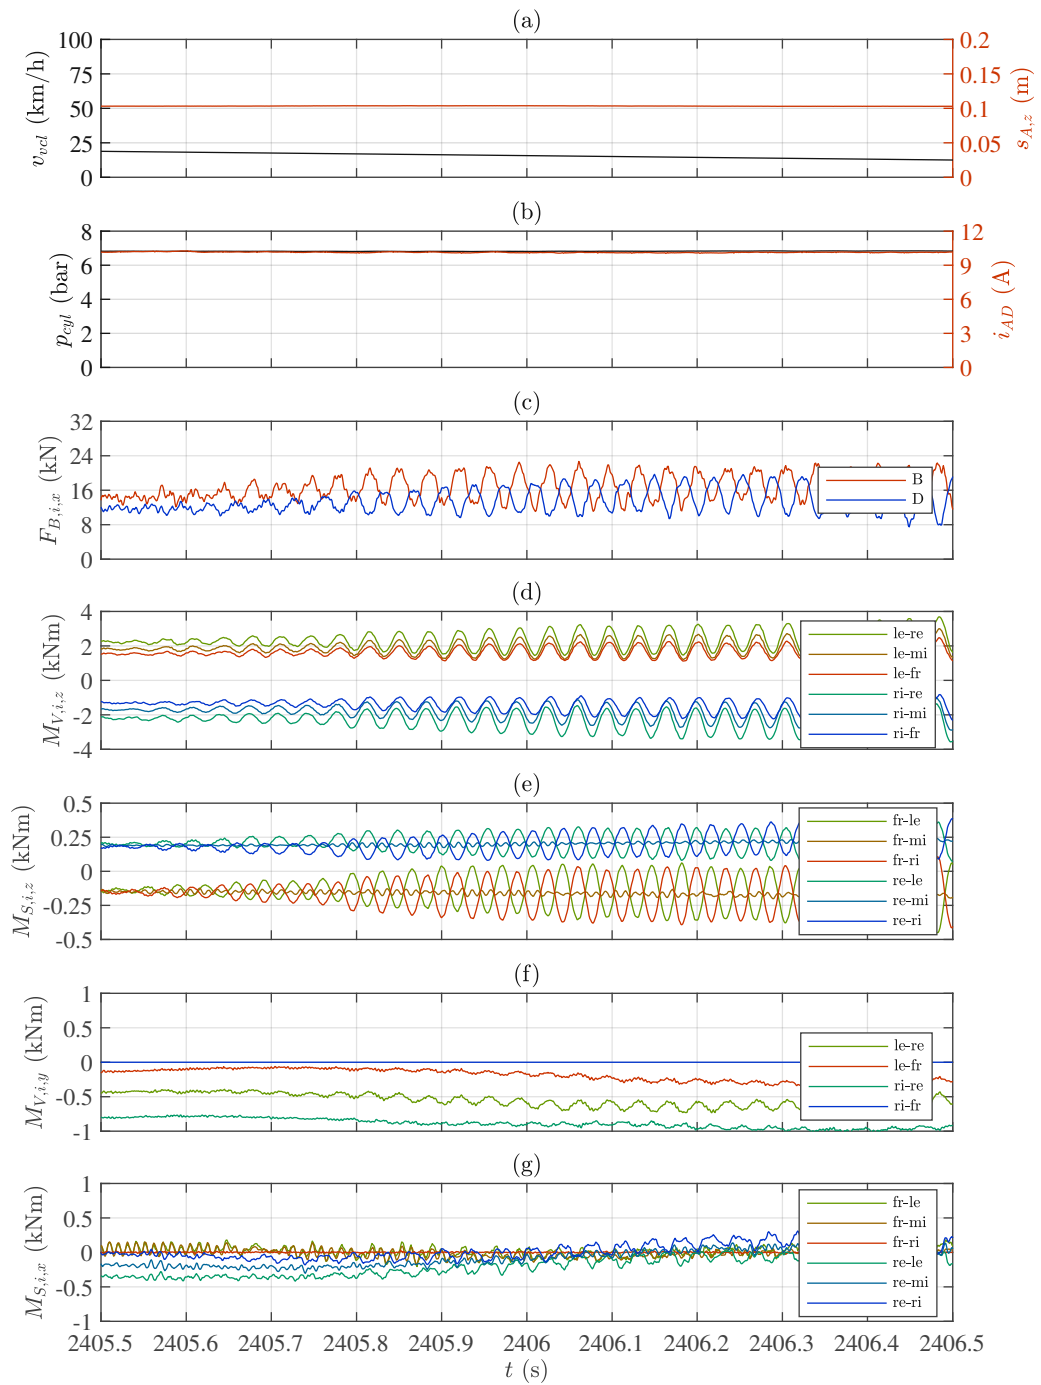 (a)
100
75
50
25
0
v_vcl (km/h)
0.2
0.15
0.1
0.05
0
s_A,z (m)
(b)
8
6
4
2
0
p_cyl (bar)
12
9
6
3
0
i_AD (A)
(c)
32
24
16
8
0
F_B,i,x (kN)
B
D
(d)
4
2
0
-2
-4
M_V,i,z (kNm)
le-re
le-mi
le-fr
ri-re
ri-mi
ri-fr
(e)
0.5
0.25
0
-0.25
-0.5
M_S,i,z (kNm)
fr-le
fr-mi
fr-ri
re-le
re-mi
re-ri
(f)
1
0.5
0
-0.5
-1
M_V,i,y (kNm)
le-re
le-fr
ri-re
ri-fr
(g)
1
0.5
0
-0.5
-1
M_S,i,x (kNm)
fr-le
fr-mi
fr-ri
re-le
re-mi
re-ri
2405.5 2405.6 2405.7 2405.8 2405.9 2406 2406.1 2406.2 2406.3 2406.4 2406.5
t (s)